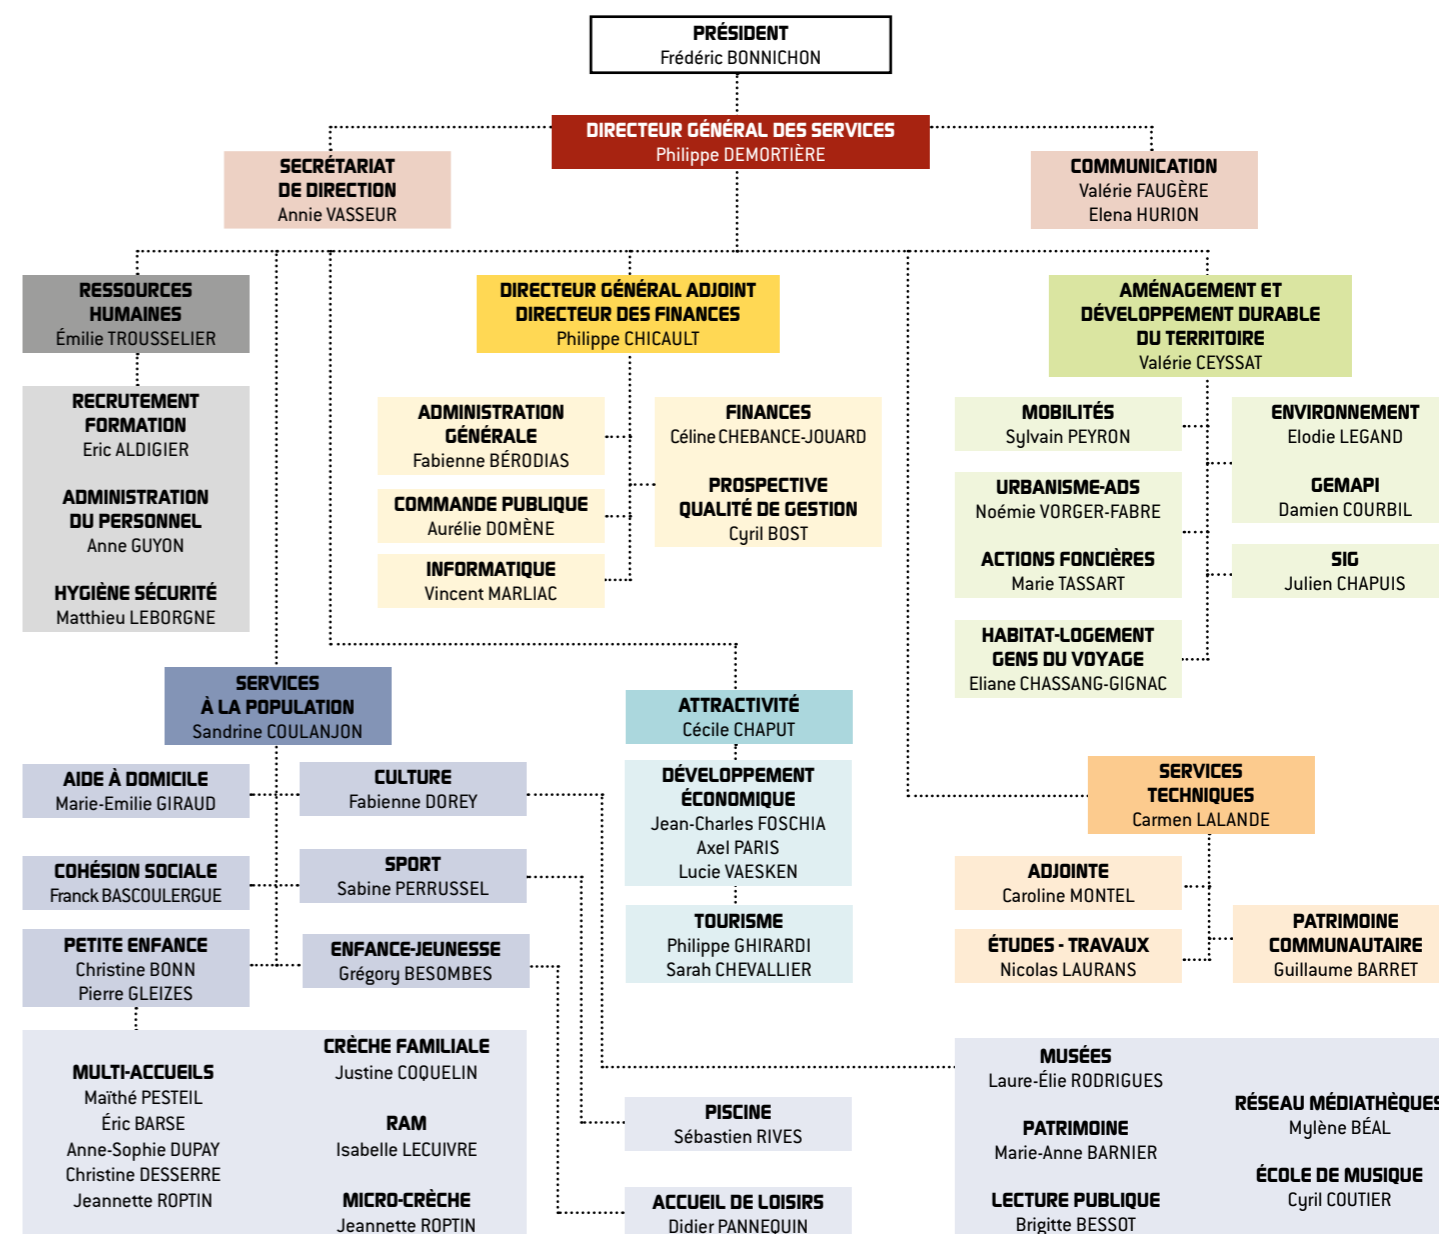 PRÉSIDENT
Frédéric BONNICHON
DIRECTEUR GÉNÉRAL DES SERVICES
Philippe DEMORTIÈRE
SECRÉTARIAT
DE DIRECTION
Annie VASSEUR
COMMUNICATION
Valérie FAUGÈRE
Elena HURION
RESSOURCES
HUMAINES
Émilie TROUSSELIER
RECRUTEMENT
FORMATION
Eric ALDIGIER
ADMINISTRATION
DU PERSONNEL
Anne GUYON
HYGIÈNE SÉCURITÉ
Matthieu LEBORGNE
DIRECTEUR GÉNÉRAL ADJOINT
DIRECTEUR DES FINANCES
Philippe CHICAULT
ADMINISTRATION
GÉNÉRALE
Fabienne BÉRODIAS
COMMANDE PUBLIQUE
Aurélie DOMÈNE
INFORMATIQUE
Vincent MARLIAC
FINANCES
Céline CHEBANCE-JOUARD
PROSPECTIVE
QUALITÉ DE GESTION
Cyril BOST
AMÉNAGEMENT ET
DÉVELOPPEMENT DURABLE
DU TERRITOIRE
Valérie CEYSSAT
MOBILITÉS
Sylvain PEYRON
URBANISME-ADS
Noémie VORGER-FABRE
ACTIONS FONCIÈRES
Marie TASSART
HABITAT-LOGEMENT
GENS DU VOYAGE
Eliane CHASSANG-GIGNAC
ENVIRONNEMENT
Elodie LEGAND
GEMAPI
Damien COURBIL
SIG
Julien CHAPUIS
SERVICES
À LA POPULATION
Sandrine COULANJON
AIDE À DOMICILE
Marie-Emilie GIRAUD
COHÉSION SOCIALE
Franck BASCOULERGUE
PETITE ENFANCE
Christine BONN
Pierre GLEIZES
CULTURE
Fabienne DOREY
SPORT
Sabine PERRUSSEL
ENFANCE-JEUNESSE
Grégory BESOMBES
MULTI-ACCUEILS
Maïthé PESTEIL
Éric BARSE
Anne-Sophie DUPAY
Christine DESSERRE
Jeannette ROPTIN
CRÈCHE FAMILIALE
Justine COQUELIN
RAM
Isabelle LECUIVRE
MICRO-CRÈCHE
Jeannette ROPTIN
ATTRACTIVITÉ
Cécile CHAPUT
DÉVELOPPEMENT
ÉCONOMIQUE
Jean-Charles FOSCHIA
Axel PARIS
Lucie VAESKEN
TOURISME
Philippe GHIRARDI
Sarah CHEVALLIER
PISCINE
Sébastien RIVES
ACCUEIL DE LOISIRS
Didier PANNEQUIN
SERVICES
TECHNIQUES
Carmen LALANDE
ADJOINTE
Caroline MONTEL
ÉTUDES - TRAVAUX
Nicolas LAURANS
PATRIMOINE
COMMUNAUTAIRE
Guillaume BARRET
MUSÉES
Laure-Élie RODRIGUES
PATRIMOINE
Marie-Anne BARNIER
LECTURE PUBLIQUE
Brigitte BESSOT
RÉSEAU MÉDIATHÈQUES
Mylène BÉAL
ÉCOLE DE MUSIQUE
Cyril COUTIER